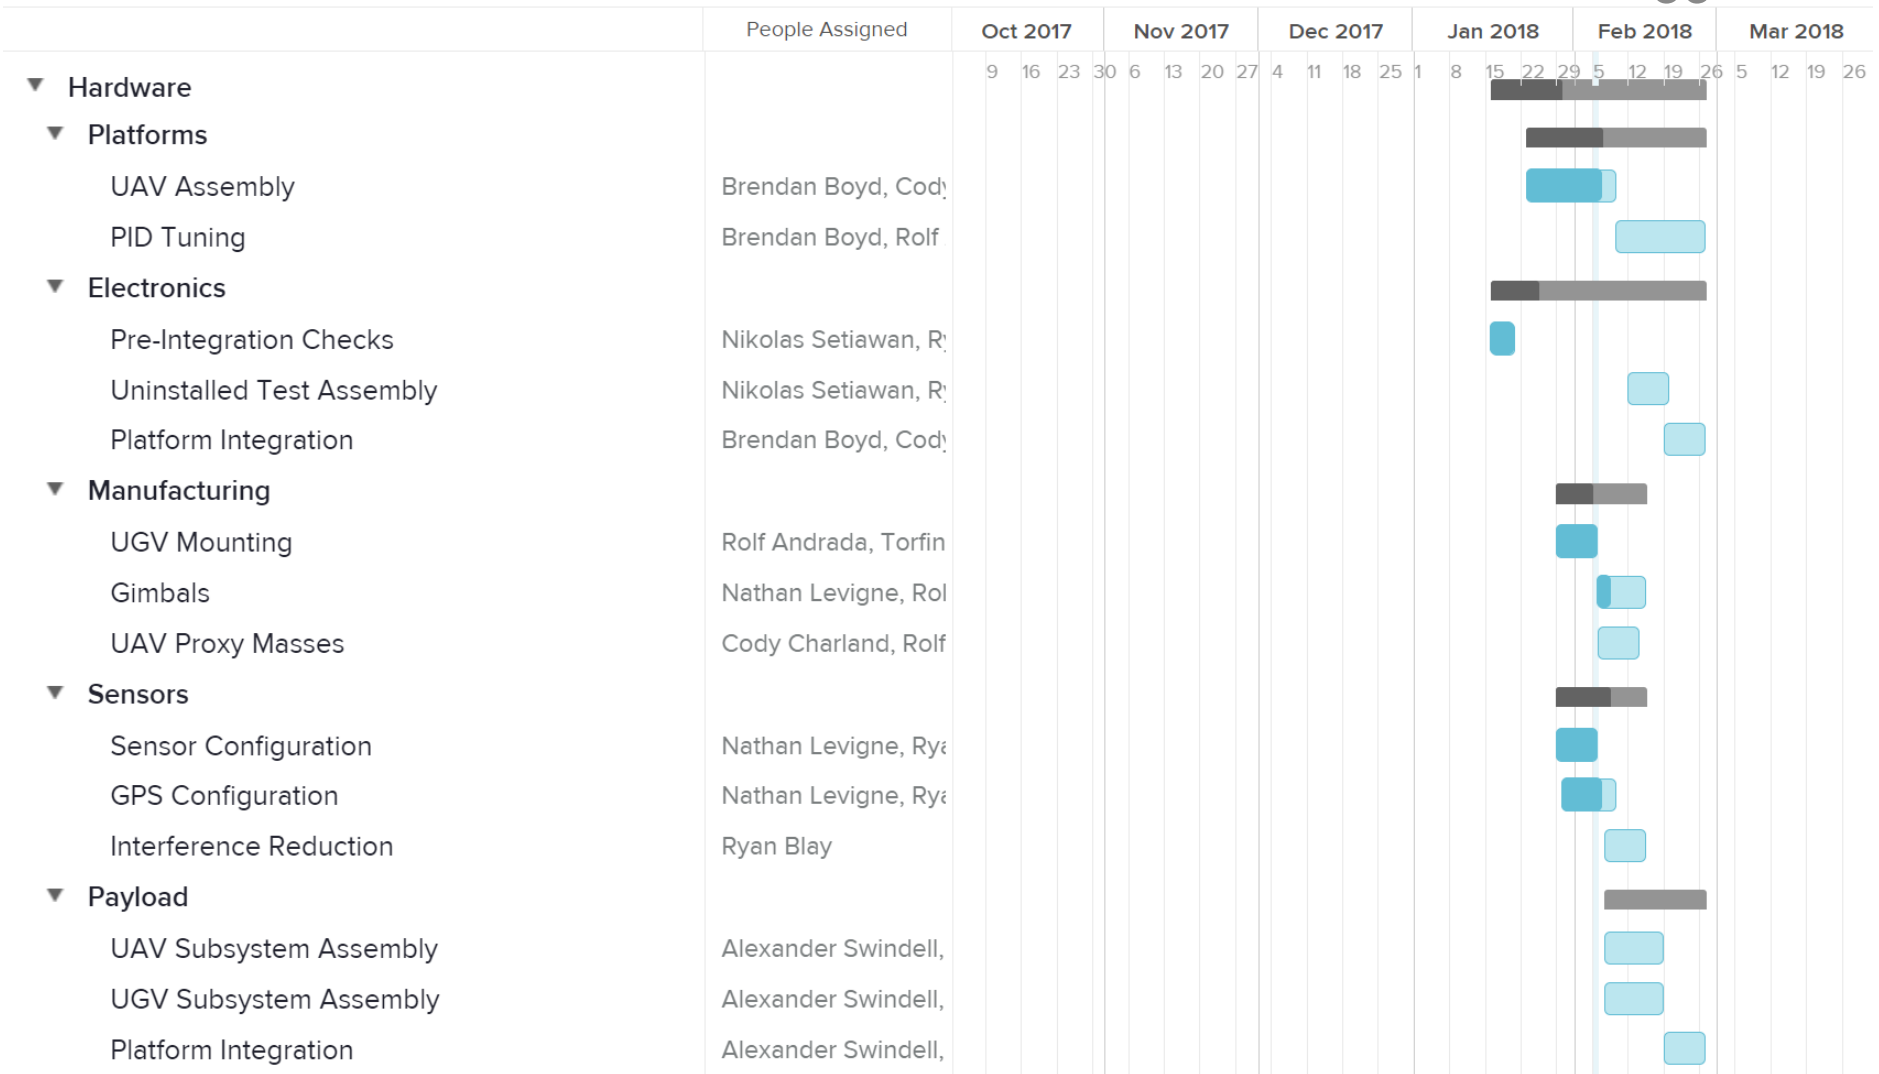 People Assigned Oct 2017 Nov 2017 Dec 2017 Jan 2018 Feb 2018 Mar 2018
9 16 23 30 6 13 20 27 4 11 18 25 1 8 15 22 29 5 12 19 26 5 12 19 26
Hardware
Platforms
UAV Assembly Brendan Boyd, Cody
PID Tuning Brendan Boyd, Rolf
Electronics
Pre-Integration Checks Nikolas Setiawan, Ry
Uninstalled Test Assembly Nikolas Setiawan, Ry
Platform Integration Brendan Boyd, Cody
Manufacturing
UGV Mounting Rolf Andrada, Torfin
Gimbals Nathan Levigne, Rol
UAV Proxy Masses Cody Charland, Rolf
Sensors
Sensor Configuration Nathan Levigne, Rya
GPS Configuration Nathan Levigne, Rya
Interference Reduction Ryan Blay
Payload
UAV Subsystem Assembly Alexander Swindell,
UGV Subsystem Assembly Alexander Swindell,
Platform Integration Alexander Swindell,